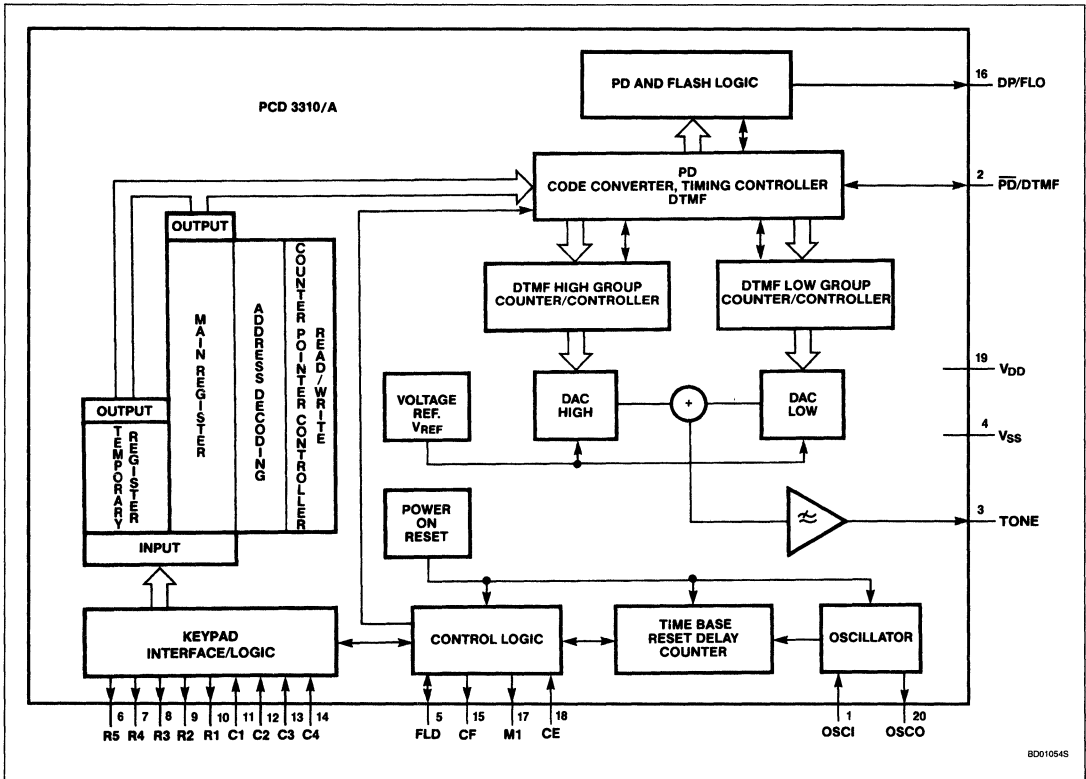 PCD 3310/A
PD AND FLASH LOGIC
16
DP/FLO
PD
CODE CONVERTER, TIMING CONTROLLER
DTMF
2
PD/DTMF
OUTPUT
MAIN REGISTER
ADDRESS DECODING
COUNTER POINTER CONTROLLER
READ/WRITE
DTMF HIGH GROUP
COUNTER/CONTROLLER
DTMF LOW GROUP
COUNTER/CONTROLLER
19
VDD
VOLTAGE
REF.
VREF
DAC
HIGH
+
DAC
LOW
4
VSS
OUTPUT
TEMPORARY
REGISTER
POWER
ON
RESET
3
TONE
INPUT
KEYPAD
INTERFACE/LOGIC
CONTROL LOGIC
TIME BASE
RESET DELAY
COUNTER
OSCILLATOR
6 7 8 9 10 11 12 13 14
R5 R4 R3 R2 R1 C1 C2 C3 C4
5 15 17 18
FLD CF M1 CE
1 20
OSCI OSCO
BD01054S